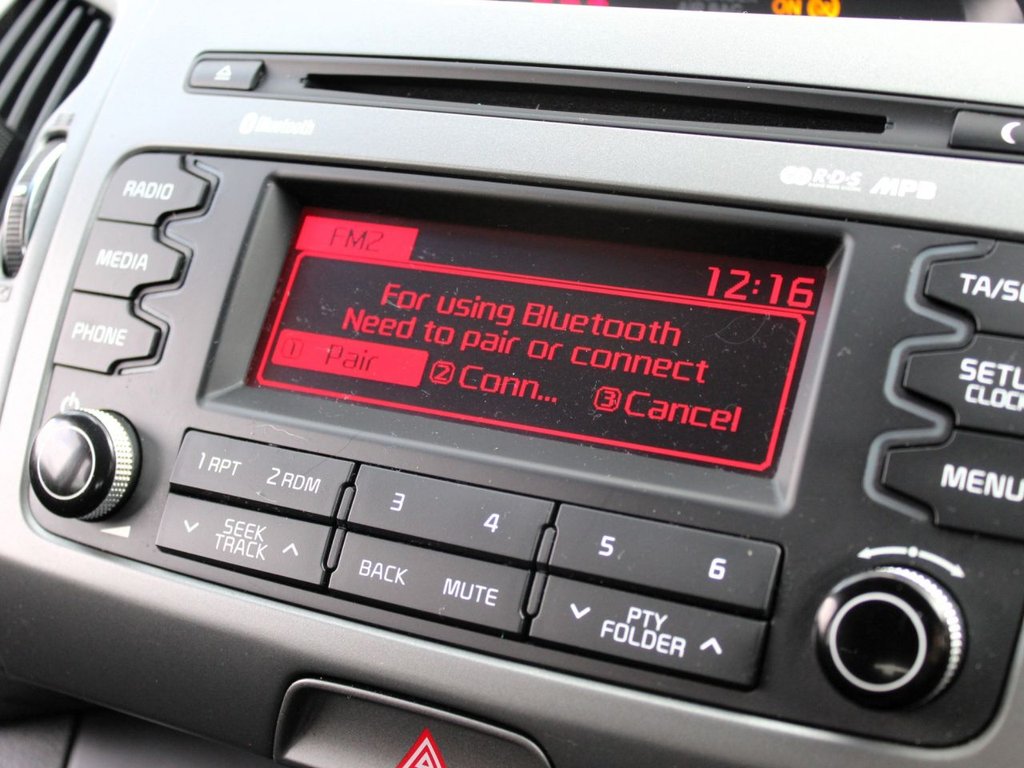 ON
Bluetooth
R·D·S
MP3
RADIO
MEDIA
PHONE
FM2
12:16
For using Bluetooth
Need to pair or connect
1 Pair 2 Conn... 3 Cancel
SETU
CLOCK
MENU
1 RPT 2 RDM
3 4
5 6
SEEK
TRACK
BACK MUTE
PTY
FOLDER